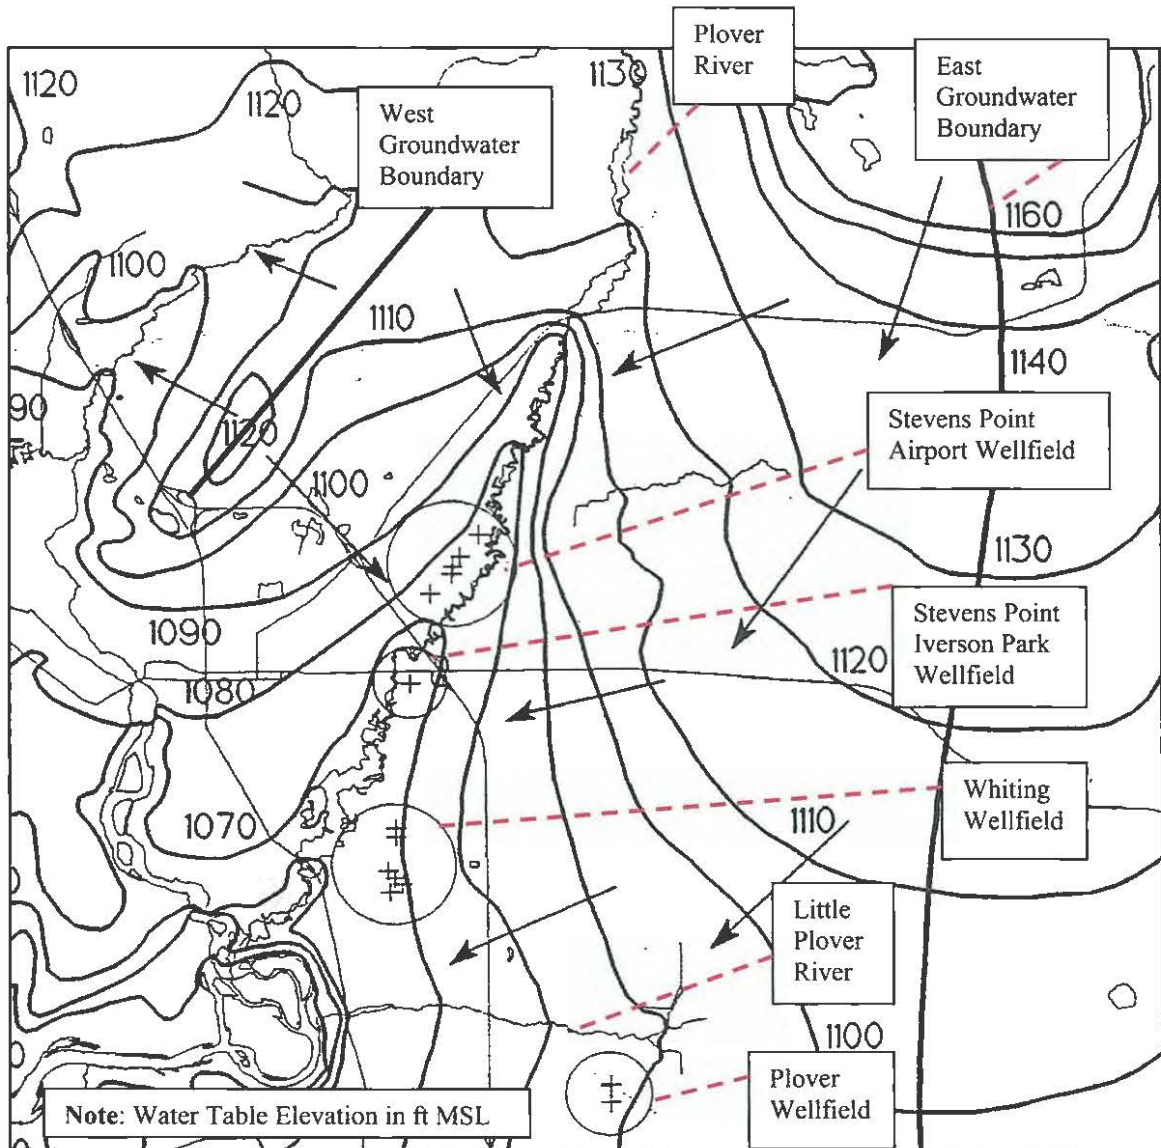 Plover
River
East
Groundwater
Boundary
West
Groundwater
Boundary
1120
1120
1130
1160
1100
1110
1140
90
1120
Stevens Point
Airport Wellfield
1100
1130
1090
Stevens Point
Iverson Park
Wellfield
1120
1080
Whiting
Wellfield
1070
1110
Little
Plover
River
1100
Plover
Wellfield
Note: Water Table Elevation in ft MSL